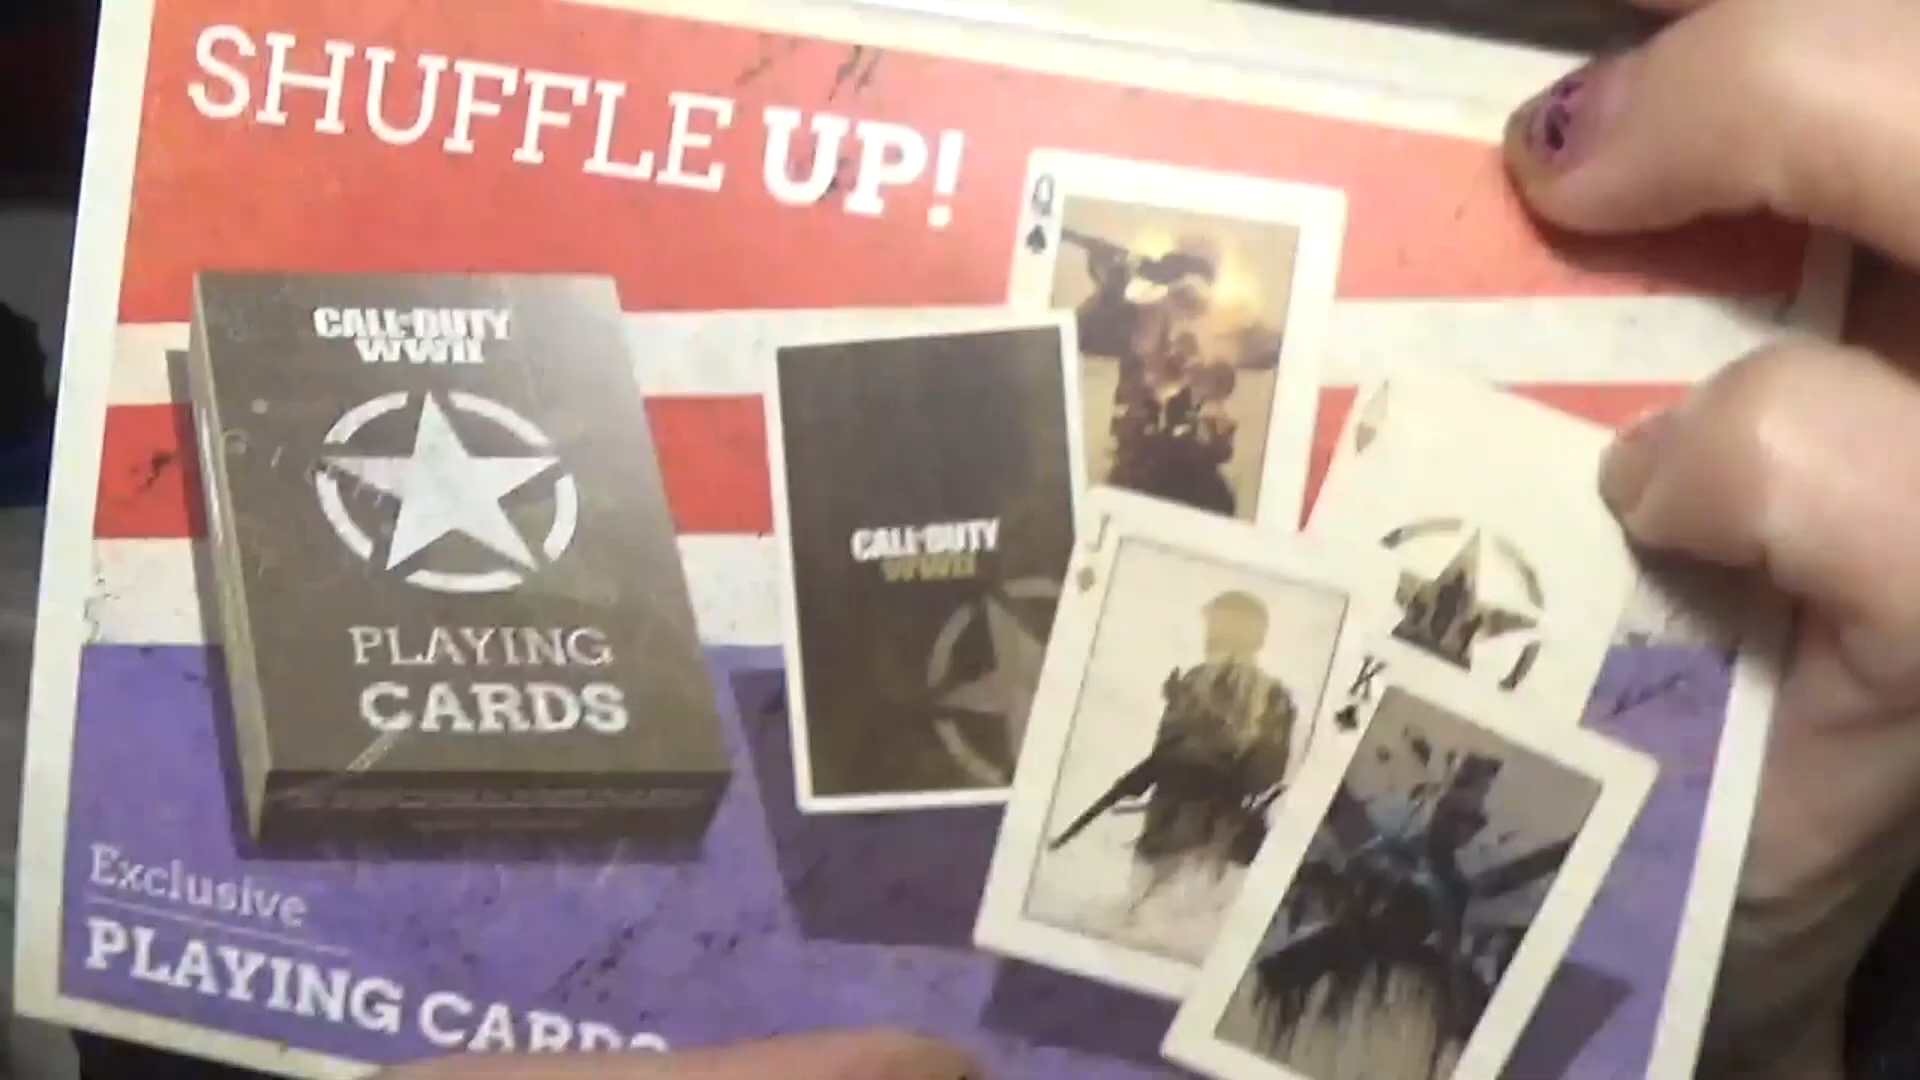 SHUFFLE UP!
CALL OF DUTY
WWII
PLAYING
CARDS
CALL OF DUTY
WWII
Q
J
K
Exclusive
PLAYING CARDS